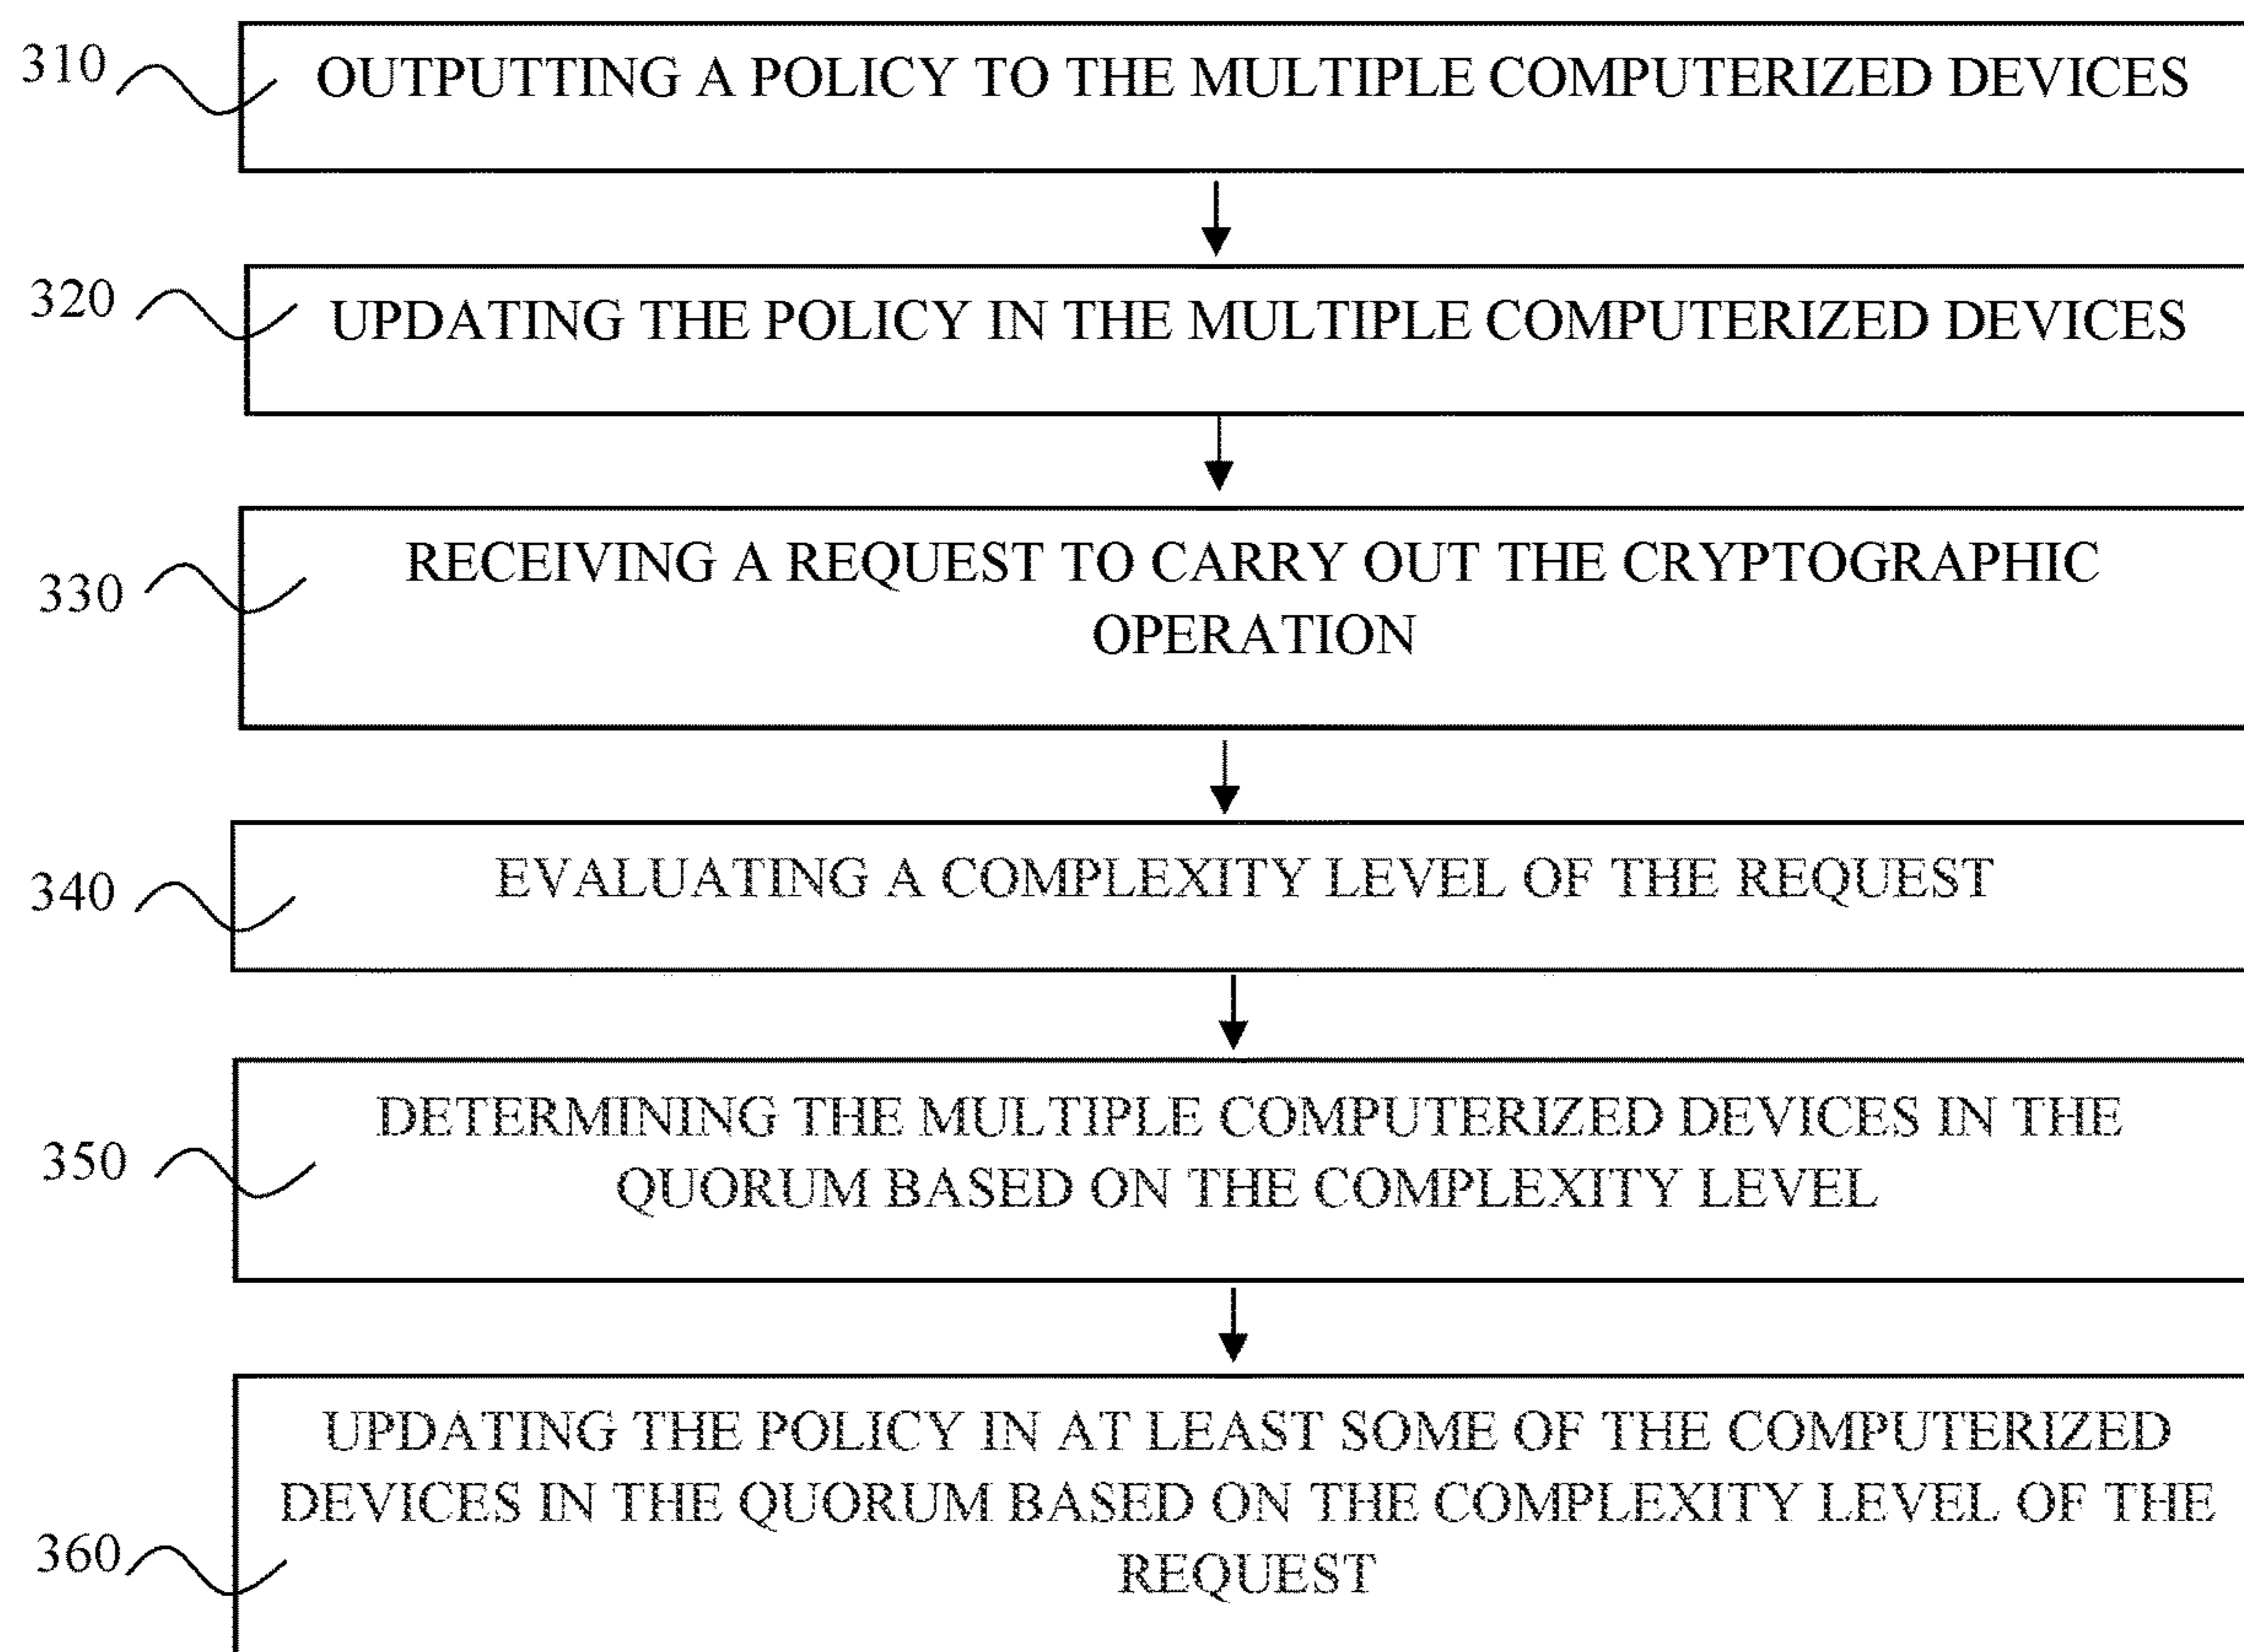 310
OUTPUTTING A POLICY TO THE MULTIPLE COMPUTERIZED DEVICES
320
UPDATING THE POLICY IN THE MULTIPLE COMPUTERIZED DEVICES
330
RECEIVING A REQUEST TO CARRY OUT THE CRYPTOGRAPHIC
OPERATION
340
EVALUATING A COMPLEXITY LEVEL OF THE REQUEST
350
DETERMINING THE MULTIPLE COMPUTERIZED DEVICES IN THE
QUORUM BASED ON THE COMPLEXITY LEVEL
360
UPDATING THE POLICY IN AT LEAST SOME OF THE COMPUTERIZED
DEVICES IN THE QUORUM BASED ON THE COMPLEXITY LEVEL OF THE
REQUEST